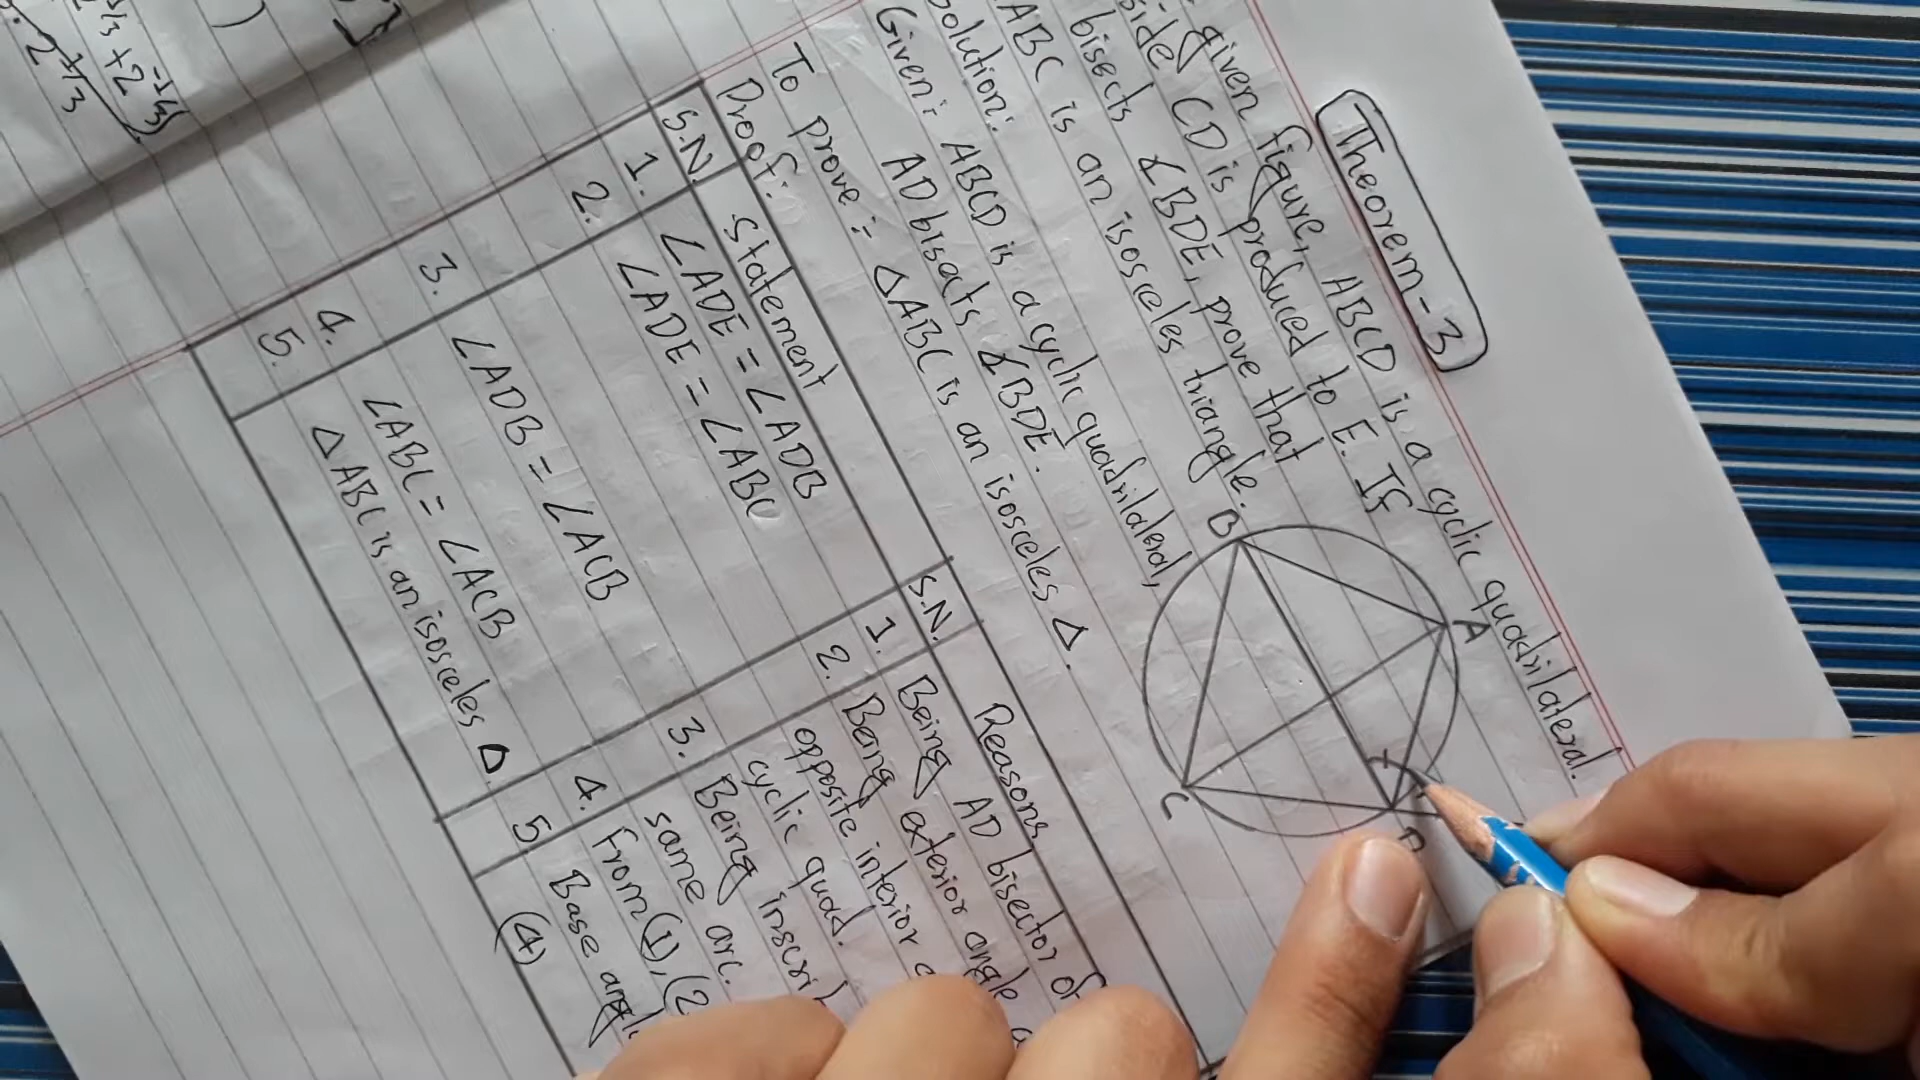 Theorem-3
given figure, ABCD is a cyclic quadrilateral.
side CD is produced to E. If
bisects ∡BDE, prove that
ABC is an isosceles triangle.
B
A
C
D
Solution:
Given: ABCD is a cyclic quadrilateral,
AD bisects ∡BDE.
To prove: ΔABC is an isosceles Δ.
Proof:
S.N. Statement S.N. Reasons
1. ∠ADE = ∠ADB 1. Being AD bisector of
2. ∠ADE = ∠ABC 2. Being exterior angle
opposite interior
cyclic quad.
3. ∠ADB = ∠ACB 3. Being
same arc.
4. ∠ABC = ∠ACB 4. From (1), (2
5. ΔABC is an isosceles Δ 5 Base
(4)